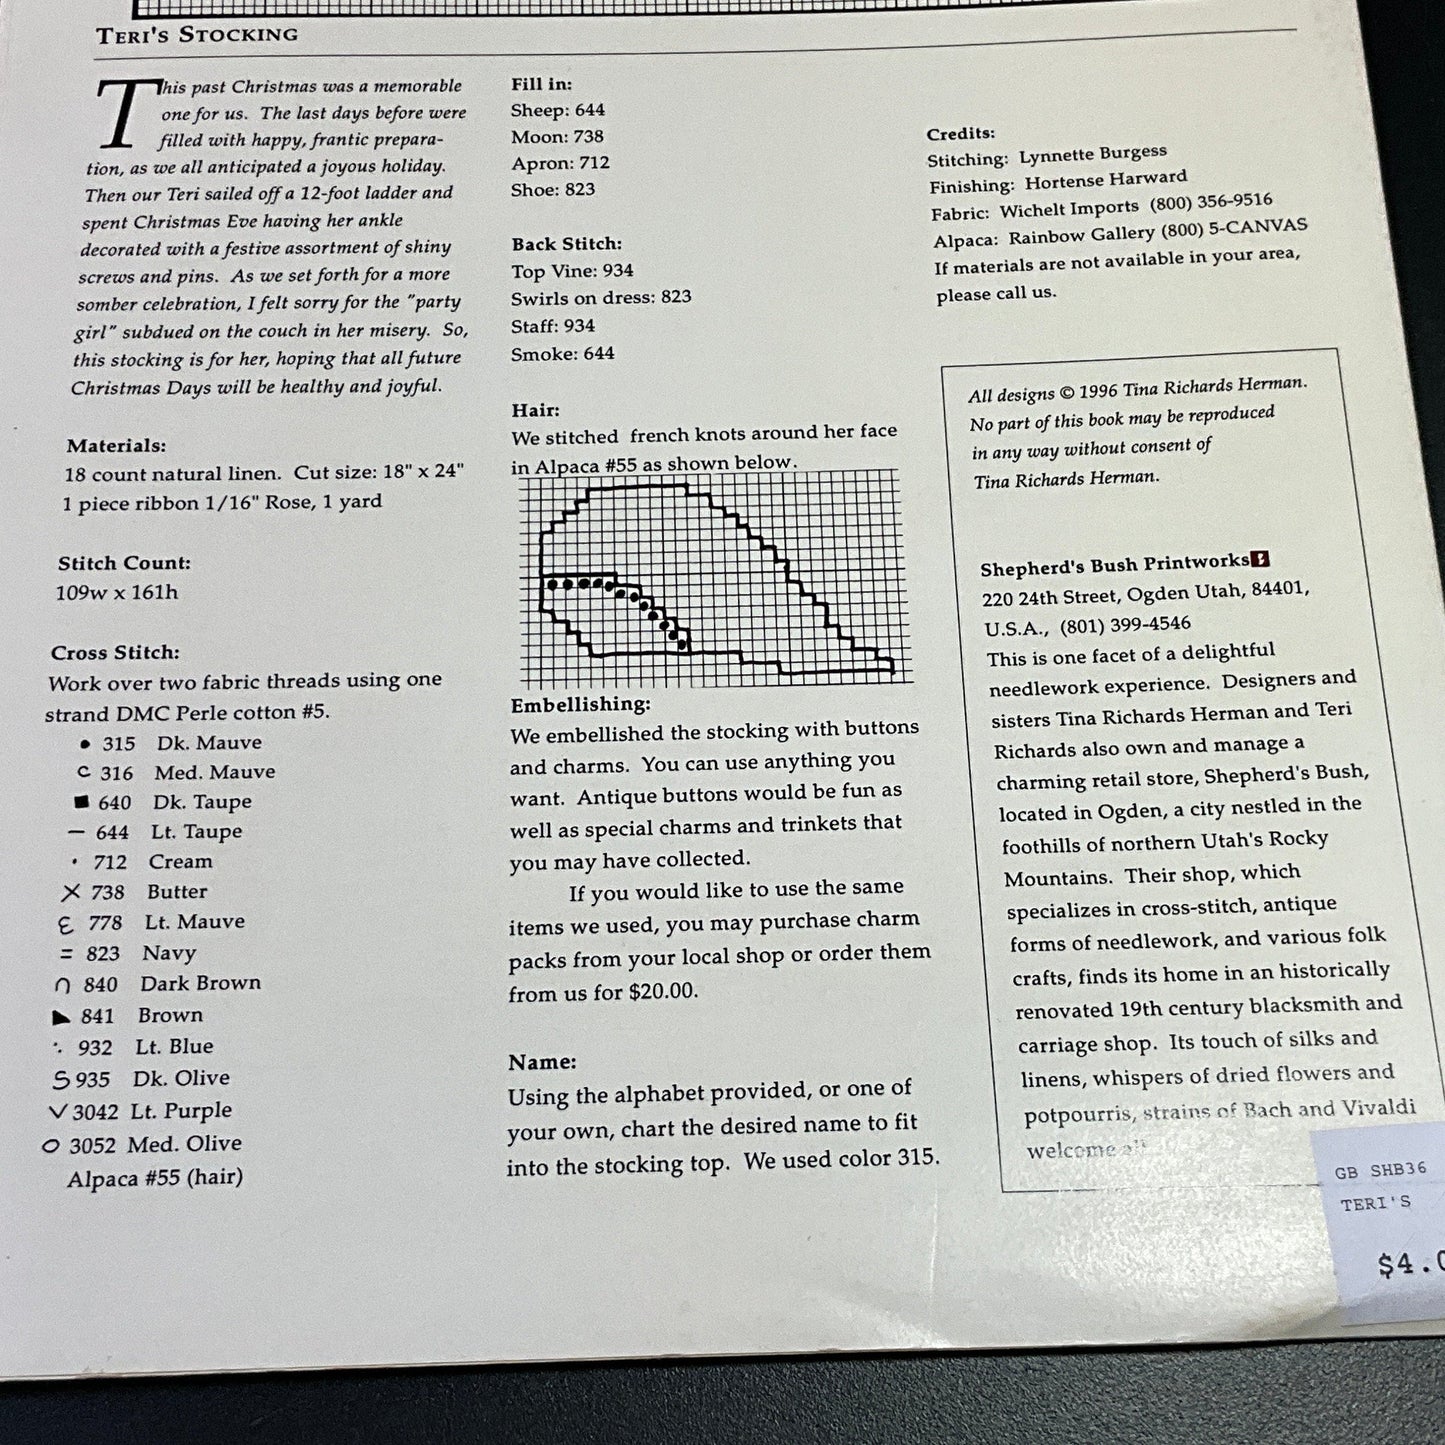 TERI'S STOCKING
This past Christmas was a memorable
one for us. The last days before were
filled with happy, frantic prepara-
tion, as we all anticipated a joyous holiday.
Then our Teri sailed off a 12-foot ladder and
spent Christmas Eve having her ankle
decorated with a festive assortment of shiny
screws and pins. As we set forth for a more
somber celebration, I felt sorry for the "party
girl" subdued on the couch in her misery. So,
this stocking is for her, hoping that all future
Christmas Days will be healthy and joyful.
Materials:
18 count natural linen. Cut size: 18" x 24"
1 piece ribbon 1/16" Rose, 1 yard
Stitch Count:
109w x 161h
Cross Stitch:
Work over two fabric threads using one
strand DMC Perle cotton #5.
● 315 Dk. Mauve
C 316 Med. Mauve
■ 640 Dk. Taupe
— 644 Lt. Taupe
• 712 Cream
X 738 Butter
Ɛ 778 Lt. Mauve
= 823 Navy
∩ 840 Dark Brown
◣ 841 Brown
∵ 932 Lt. Blue
S 935 Dk. Olive
V 3042 Lt. Purple
O 3052 Med. Olive
Alpaca #55 (hair)
Fill in:
Sheep: 644
Moon: 738
Apron: 712
Shoe: 823
Back Stitch:
Top Vine: 934
Swirls on dress: 823
Staff: 934
Smoke: 644
Hair:
We stitched french knots around her face
in Alpaca #55 as shown below.
Embellishing:
We embellished the stocking with buttons
and charms. You can use anything you
want. Antique buttons would be fun as
well as special charms and trinkets that
you may have collected.
If you would like to use the same
items we used, you may purchase charm
packs from your local shop or order them
from us for $20.00.
Name:
Using the alphabet provided, or one of
your own, chart the desired name to fit
into the stocking top. We used color 315.
Credits:
Stitching: Lynnette Burgess
Finishing: Hortense Harward
Fabric: Wichelt Imports (800) 356-9516
Alpaca: Rainbow Gallery (800) 5-CANVAS
If materials are not available in your area,
please call us.
All designs © 1996 Tina Richards Herman.
No part of this book may be reproduced
in any way without consent of
Tina Richards Herman.
Shepherd's Bush Printworks
220 24th Street, Ogden Utah, 84401,
U.S.A., (801) 399-4546
This is one facet of a delightful
needlework experience. Designers and
sisters Tina Richards Herman and Teri
Richards also own and manage a
charming retail store, Shepherd's Bush,
located in Ogden, a city nestled in the
foothills of northern Utah's Rocky
Mountains. Their shop, which
specializes in cross-stitch, antique
forms of needlework, and various folk
crafts, finds its home in an historically
renovated 19th century blacksmith and
carriage shop. Its touch of silks and
linens, whispers of dried flowers and
potpourris, strains of Bach and Vivaldi
welcome
GB SHB36
TERI'S
$4.0